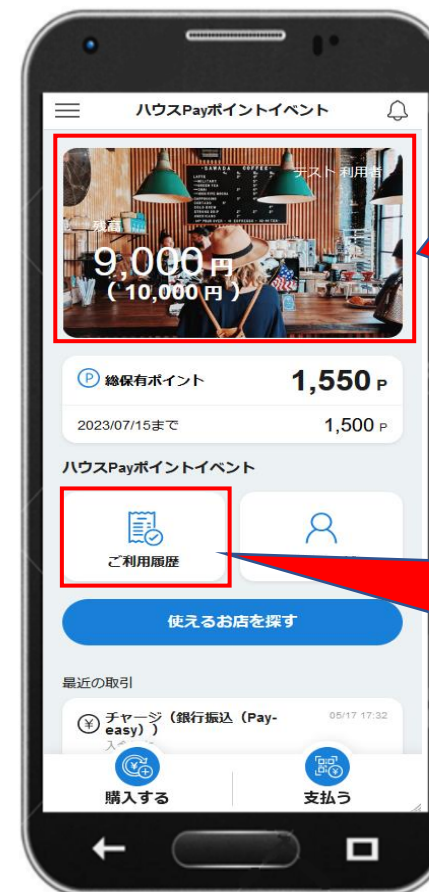 ハウスPayポイントイベント
SAWADA COFFEE
テスト 利用者
残高
9,000円
( 10,000 円 )
P 総保有ポイント 1,550 P
2023/07/15まで 1,500 P
ハウスPayポイントイベント
ご利用履歴
使えるお店を探す
最近の取引
チャージ（銀行振込（Pay-
easy））
05/17 17:32
購入する 支払う